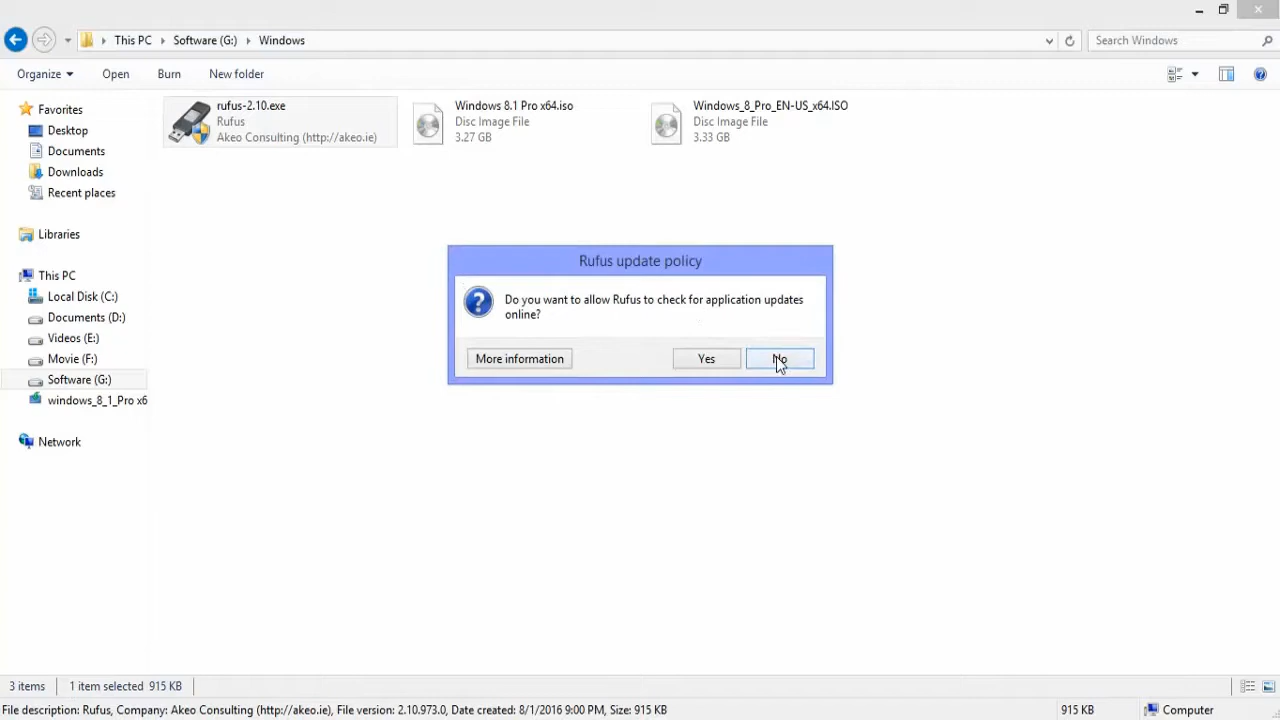 This PC Software (G:) Windows
Search Windows
Organize Open Burn New folder
Favorites
Desktop
Documents
Downloads
Recent places
Libraries
This PC
Local Disk (C:)
Documents (D:)
Videos (E:)
Movie (F:)
Software (G:)
windows_8_1_Pro x6
Network
rufus-2.10.exe
Rufus
Akeo Consulting (http://akeo.ie)
Windows 8.1 Pro x64.iso
Disc Image File
3.27 GB
Windows_8_Pro_EN-US_x64.ISO
Disc Image File
3.33 GB
Rufus update policy
Do you want to allow Rufus to check for application updates
online?
More information Yes No
3 items 1 item selected 915 KB
File description: Rufus, Company: Akeo Consulting (http://akeo.ie), File version: 2.10.973.0, Date created: 8/1/2016 9:00 PM, Size: 915 KB 915 KB Computer